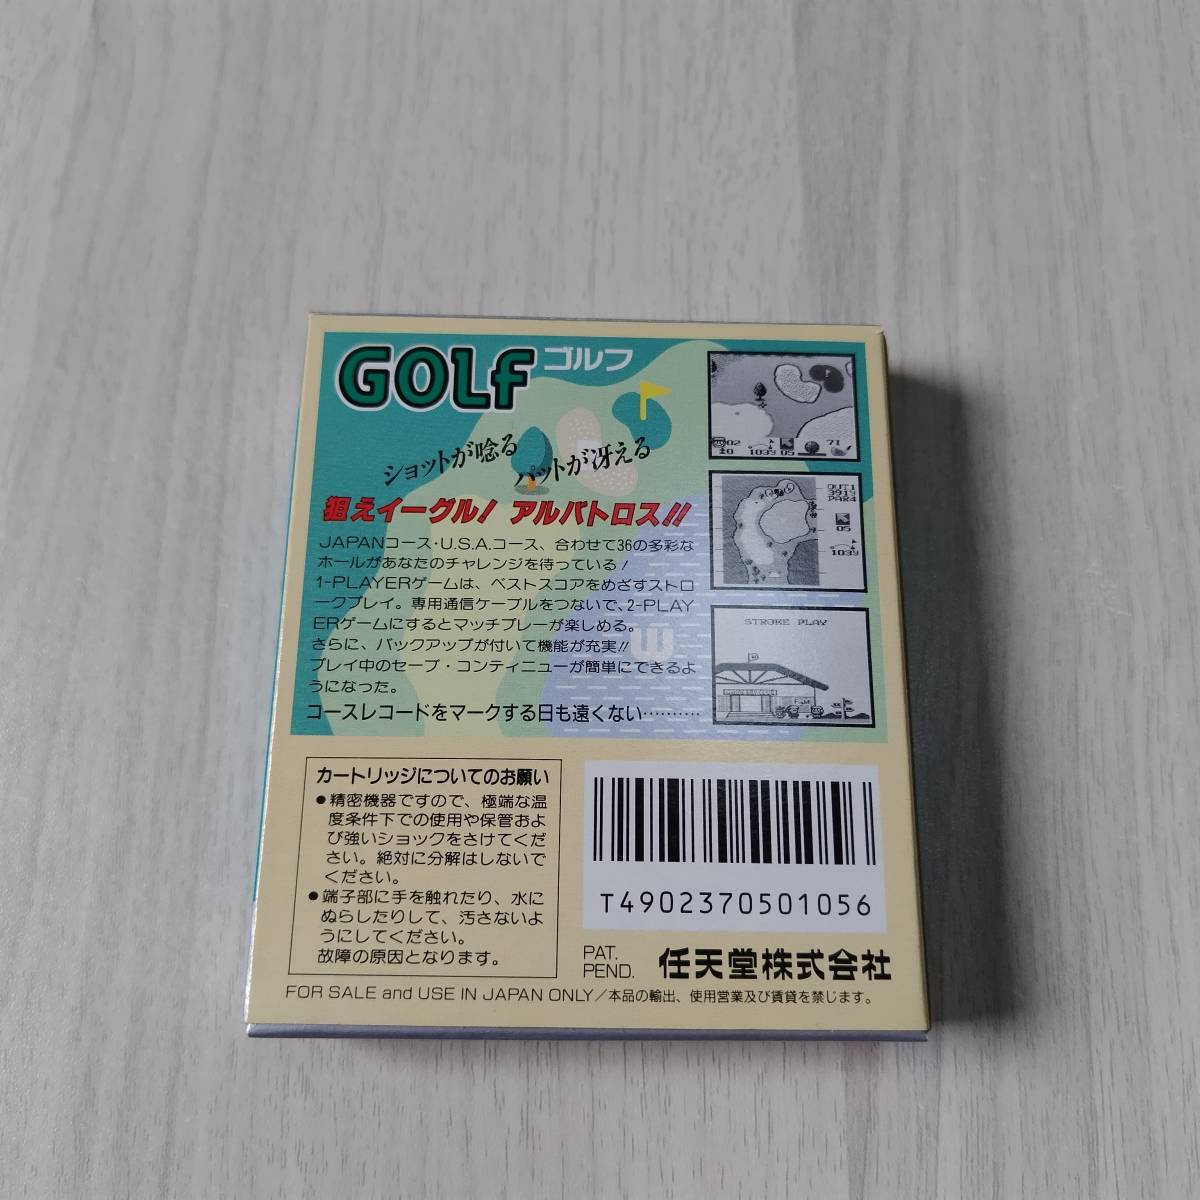 GOLf ゴルフ
ショットが唸る
パットが冴える
狙えイーグル! アルバトロス!!
JAPANコース・U.S.A.コース、合わせて36の多彩な
ホールがあなたのチャレンジを待っている!
1-PLAYERゲームは、ベストスコアをめざすストロ
ークプレイ。専用通信ケーブルをつないで、2-PLAY
ERゲームにするとマッチプレーが楽しめる。
さらに、バックアップが付いて機能が充実!!
プレイ中のセーブ・コンティニューが簡単にできるよ
うになった。
コースレコードをマークする日も遠くない………
02
±0 103Y 05
71
OUT1
391Y
PAR4
05
103Y
STROKE PLAY
W
カートリッジについてのお願い
●精密機器ですので、極端な温
度条件下での使用や保管およ
び強いショックをさけてくだ
さい。絶対に分解はしないで
ください。
●端子部に手を触れたり、水に
ぬらしたりして、汚さないよ
うにしてください。
故障の原因となります。
T4902370501056
PAT.
PEND.
任天堂株式会社
FOR SALE and USE IN JAPAN ONLY/本品の輸出、使用営業及び賃貸を禁じます。